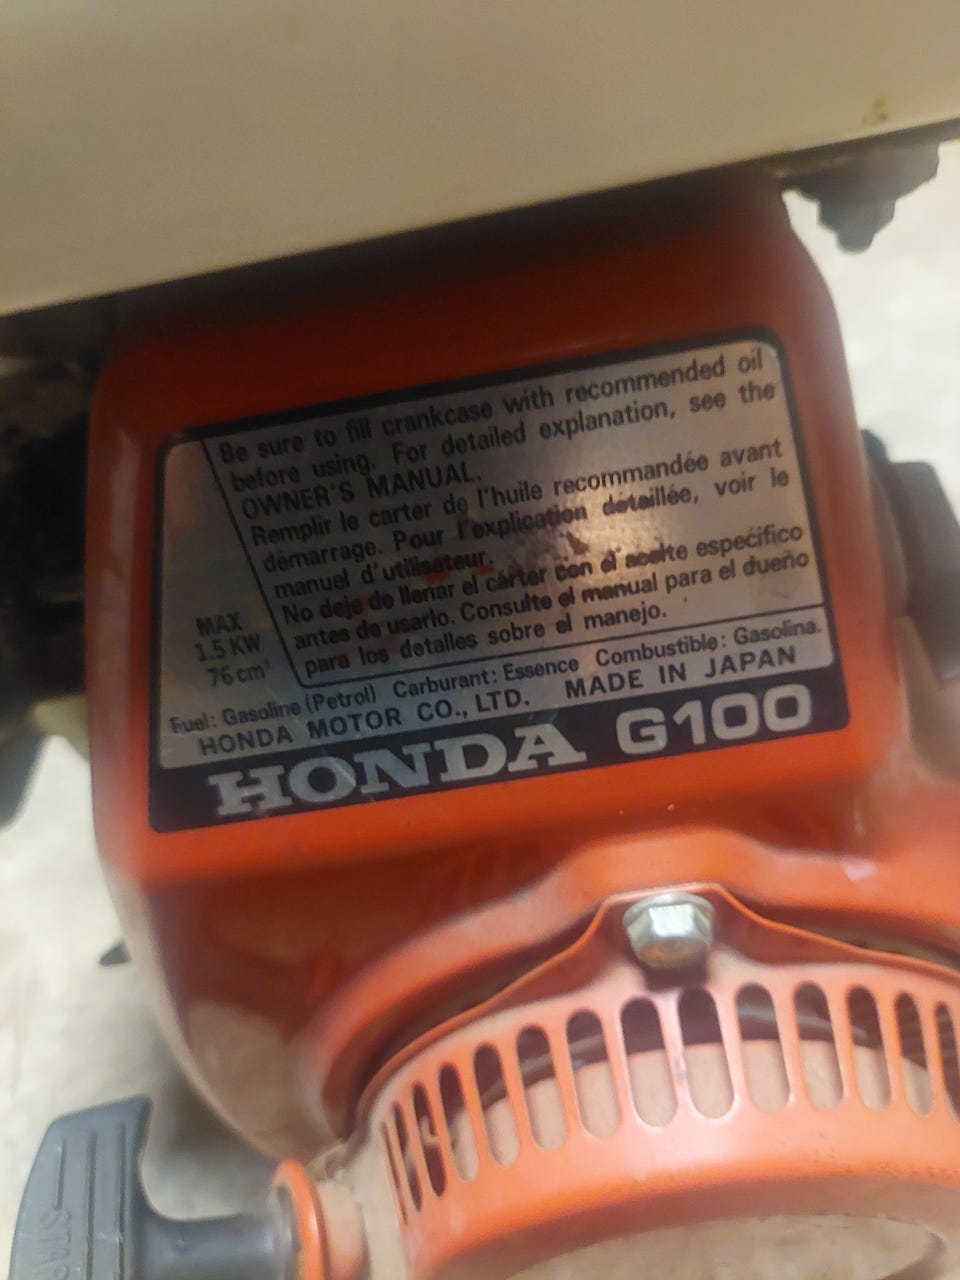 Be sure to fill crankcase with recommended oil
before using. For detailed explanation, see the
OWNER'S MANUAL.
Remplir le carter de l'huile recommandée avant
démarrage. Pour l'explication détaillée, voir le
manuel d'utilisateur.
No deje de llenar el cárter con el aceite específico
antes de usarlo. Consulte el manual para el dueño
para los detalles sobre el manejo.
MAX
1.5 KW
76 cm³
Fuel: Gasoline (Petrol) Carburant: Essence Combustible: Gasolina.
HONDA MOTOR CO., LTD. MADE IN JAPAN
HONDA G100